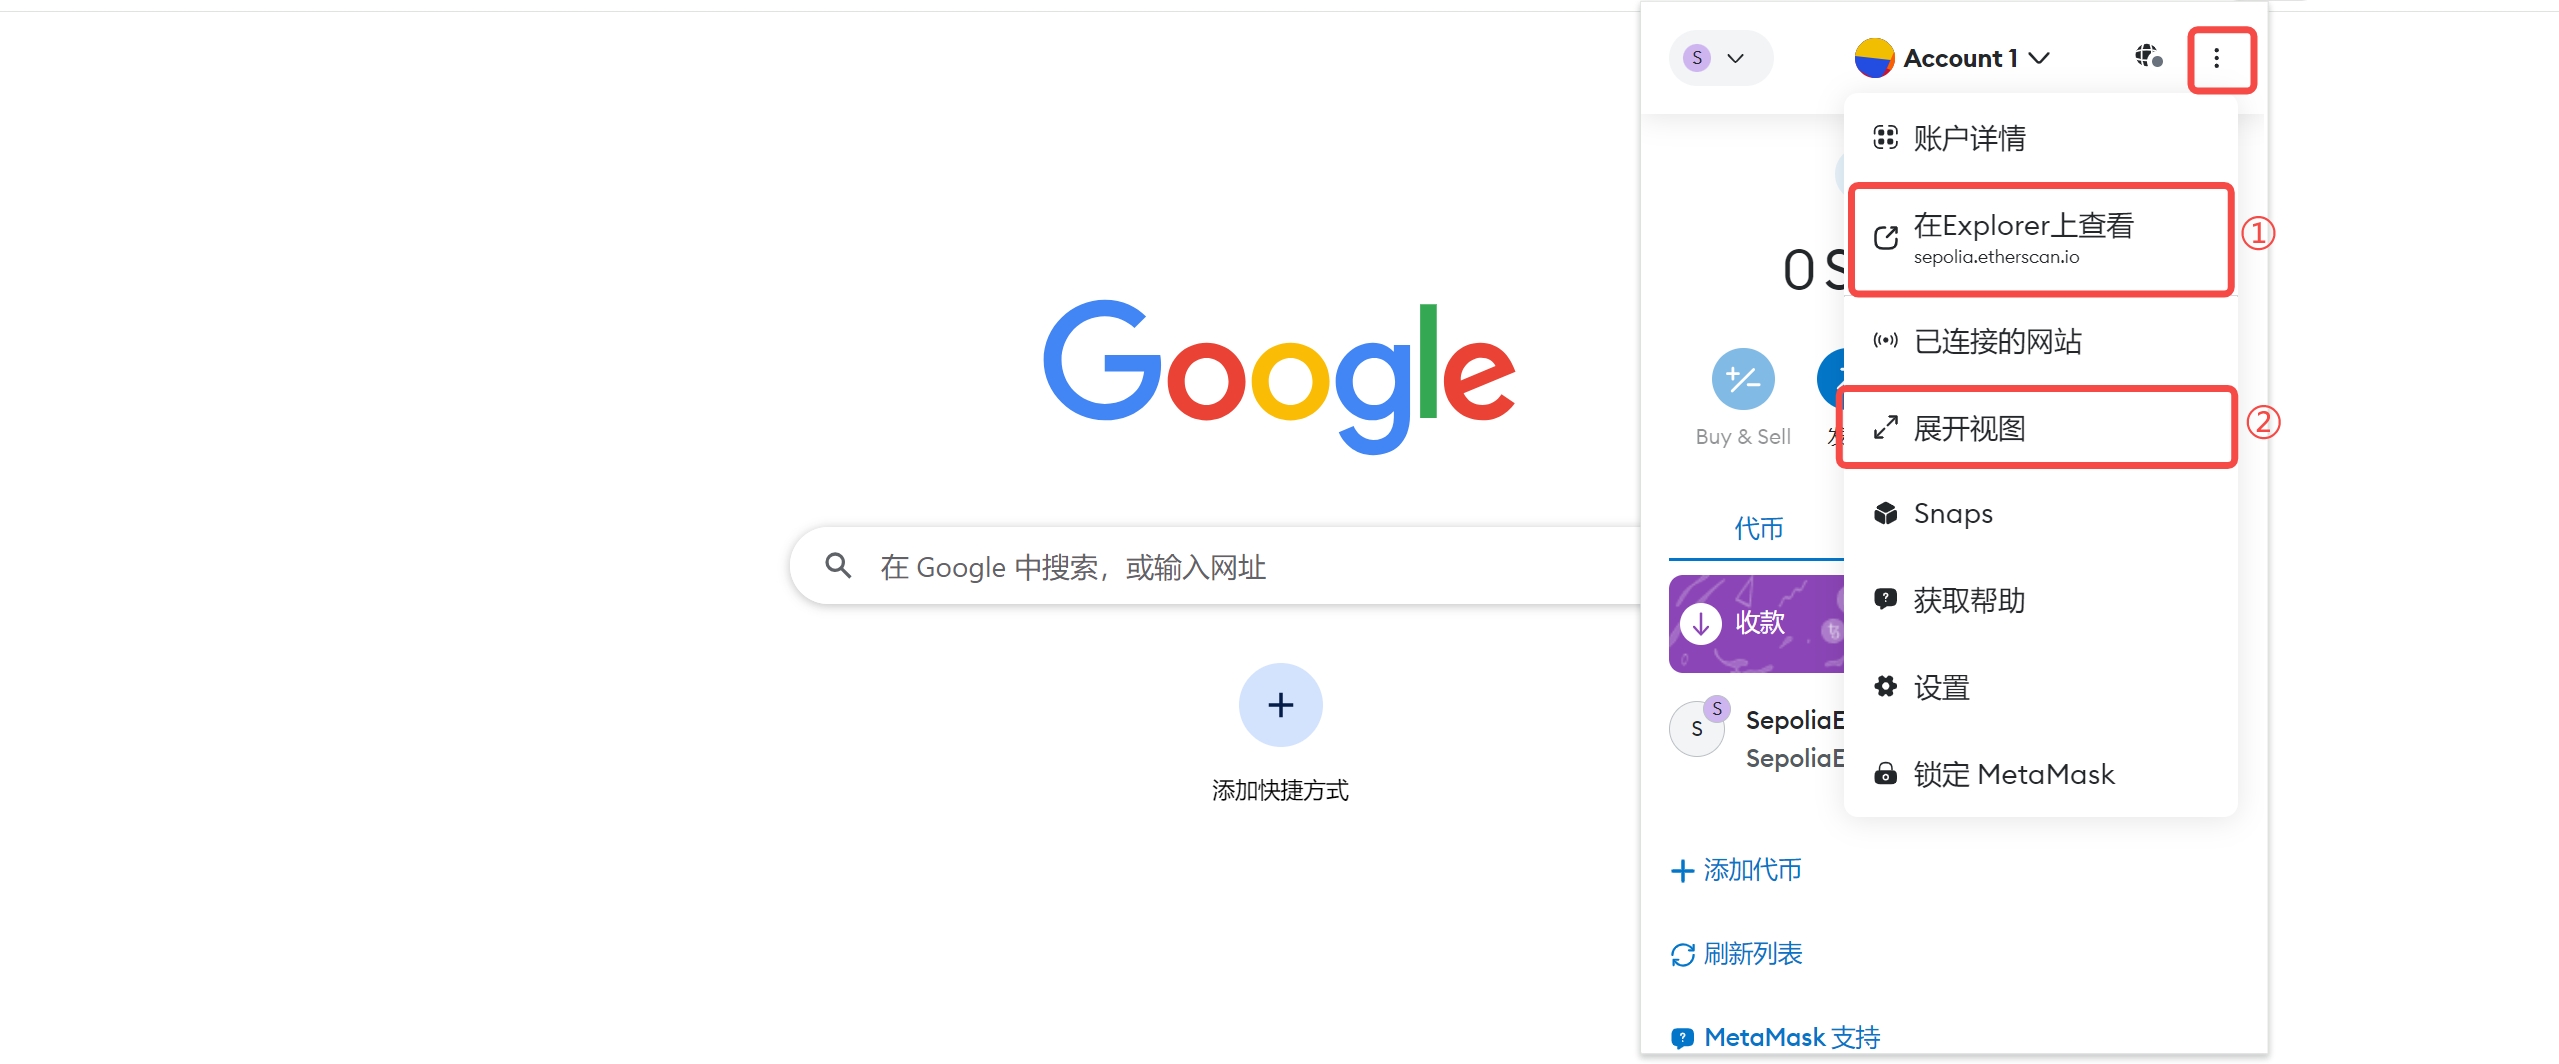 S
Account 1
账户详情
在Explorer上查看
sepolia.etherscan.io
①
0 S
已连接的网站
展开视图
②
Buy & Sell
Google
Snaps
代币
在 Google 中搜索，或输入网址
获取帮助
收款
设置
S
S
SepoliaE
SepoliaE
锁定 MetaMask
添加快捷方式
添加代币
刷新列表
MetaMask 支持